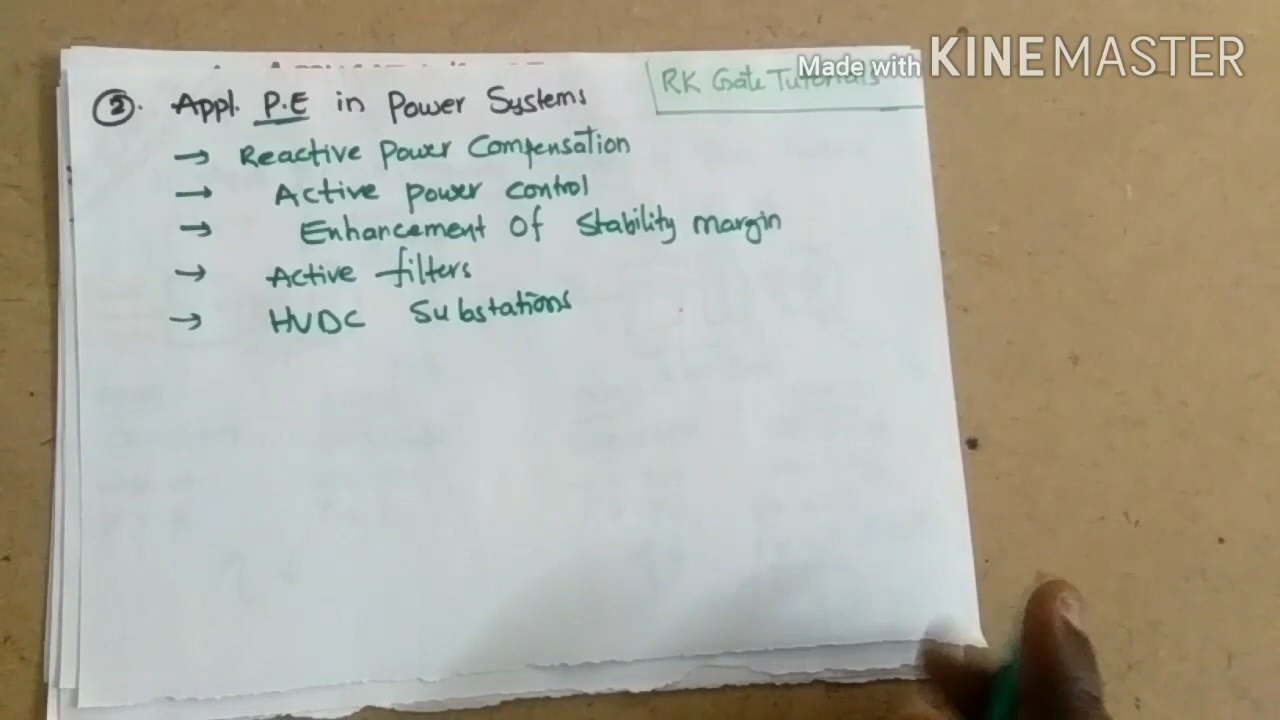 Made with KINEMASTER
RK Gate Tutorials
②. Appl. P.E in Power Systems
→ Reactive Power Compensation
→ Active power control
→ Enhancement Of Stability margin
→ Active filters
→ HVDC Substations